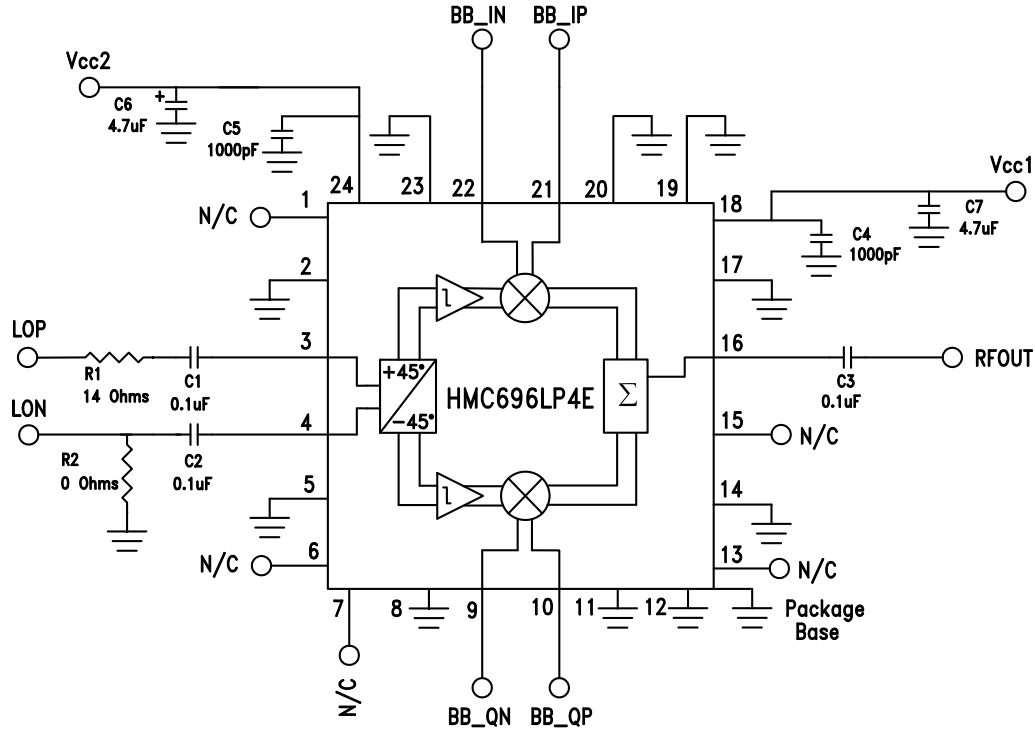 BB_IN
BB_IP
Vcc2
C6
4.7uF
+
C5
1000pF
24
23
22
21
20
19
Vcc1
C7
4.7uF
C4
1000pF
N/C
1
18
2
17
LOP
R1
14 Ohms
C1
0.1uF
3
16
RFOUT
C3
0.1uF
+45°
-45°
HMC696LP4E
Σ
LON
R2
0 Ohms
C2
0.1uF
4
15
N/C
5
14
N/C
6
13
N/C
7
8
9
10
11
12
Package
Base
N/C
BB_QN
BB_QP